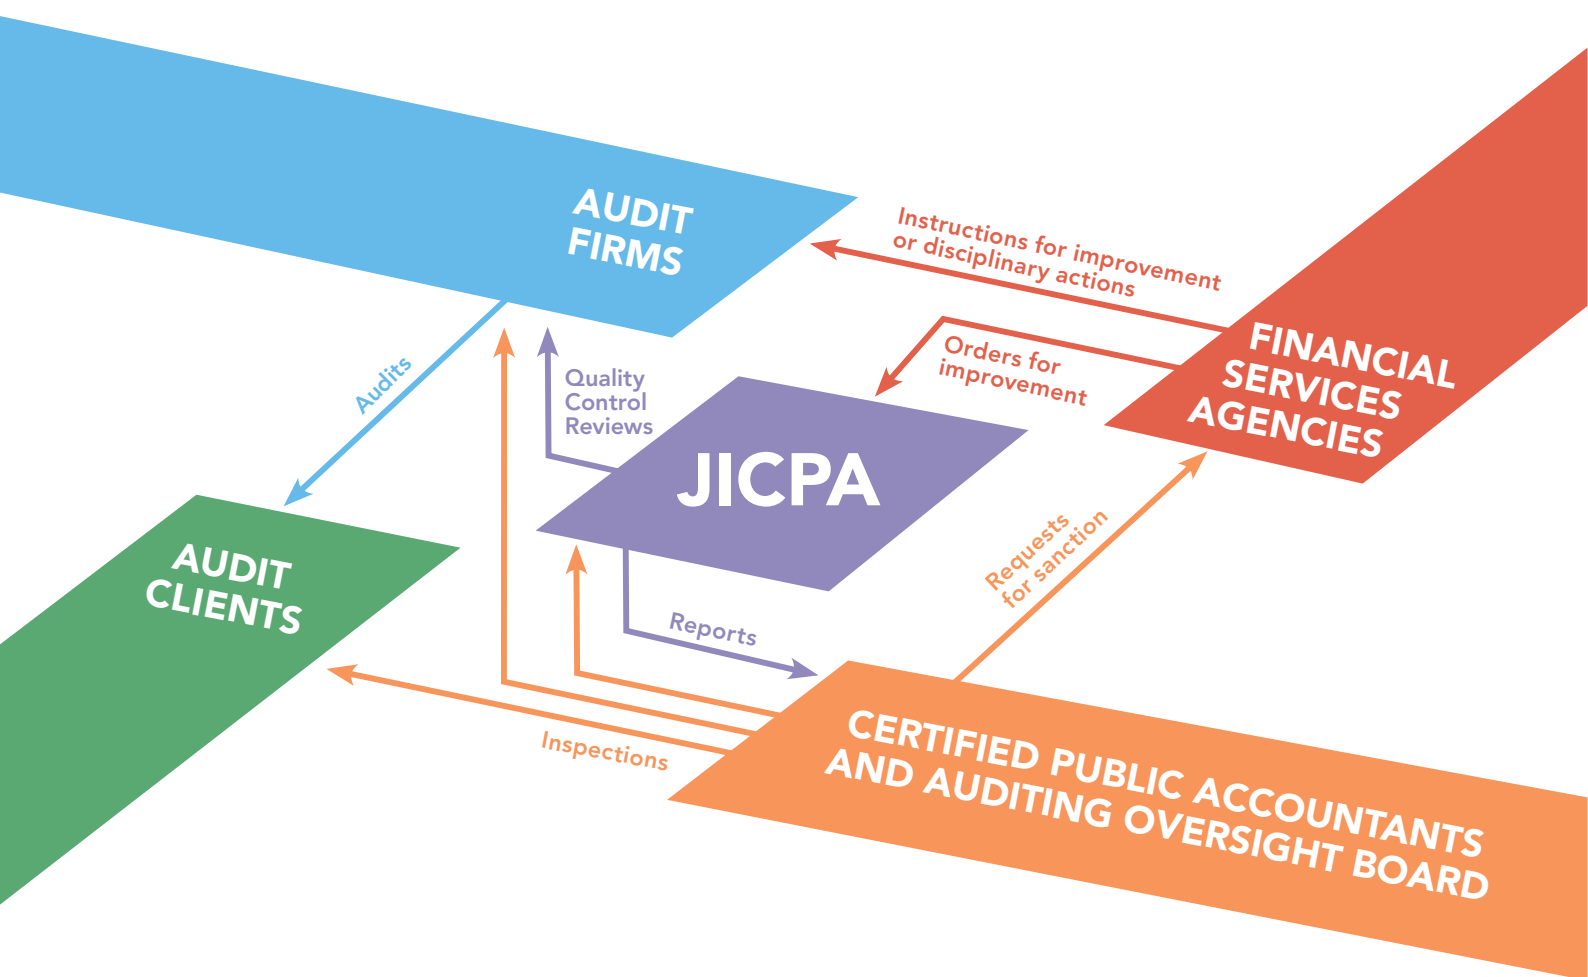 AUDIT
FIRMS
Instructions for improvement
or disciplinary actions
Orders for
improvement
FINANCIAL
SERVICES
AGENCIES
Audits
Quality
Control
Reviews
JICPA
Requests
for sanction
AUDIT
CLIENTS
Reports
Inspections
CERTIFIED PUBLIC ACCOUNTANTS
AND AUDITING OVERSIGHT BOARD